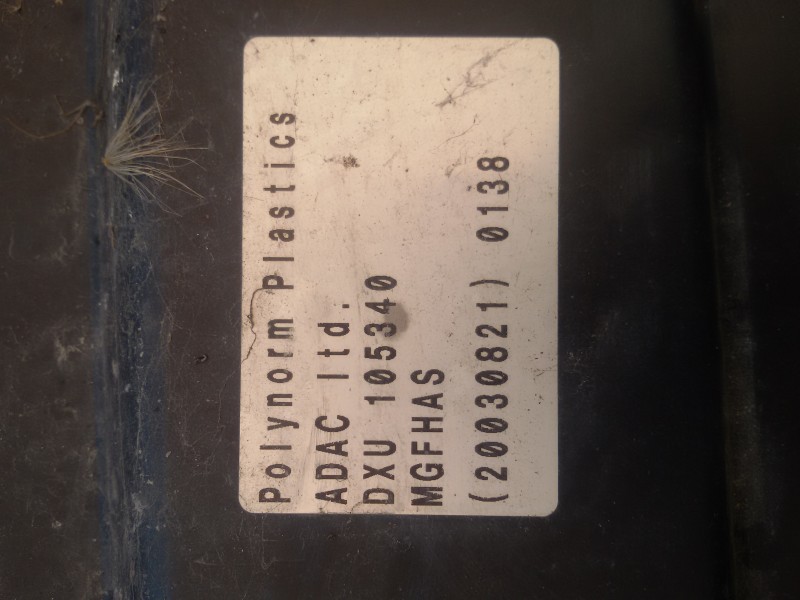 Polynorm Plastics
ADAC ltd.
DXU 105340
MGFHAS
(20030821) 0138